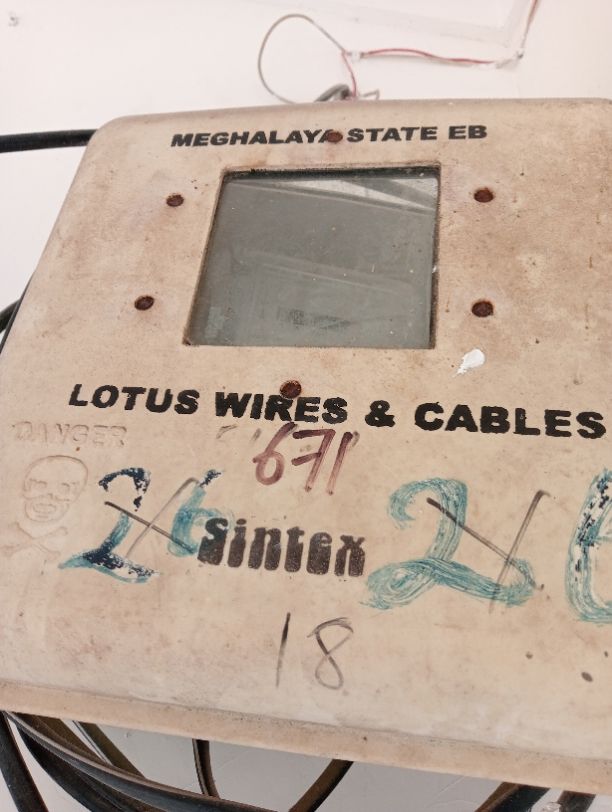 MEGHALAYA STATE EB
LOTUS WIRES & CABLES
DANGER
671
26 Sintex 26
18